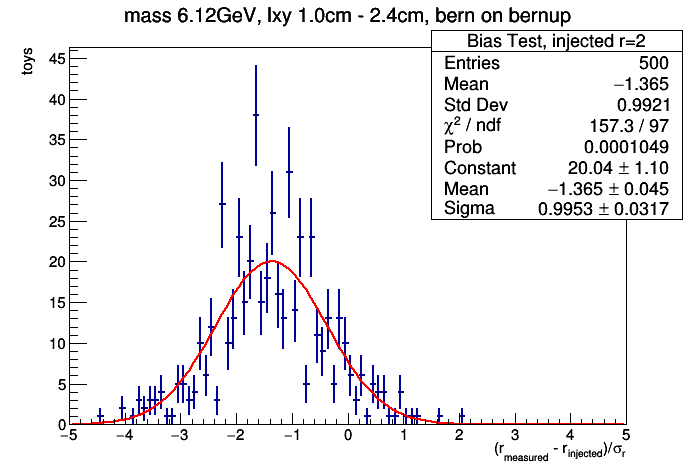 mass 6.12GeV, lxy 1.0cm - 2.4cm, bern on bernup
Bias Test, injected r=2
Entries 500
Mean −1.365
Std Dev 0.9921
χ² / ndf 157.3 / 97
Prob 0.0001049
Constant 20.04 ± 1.10
Mean −1.365 ± 0.045
Sigma 0.9953 ± 0.0317
toys
45
40
35
30
25
20
15
10
5
0
−5 −4 −3 −2 −1 0 1 2 3 4 5
(r_measured - r_injected)/σ_r